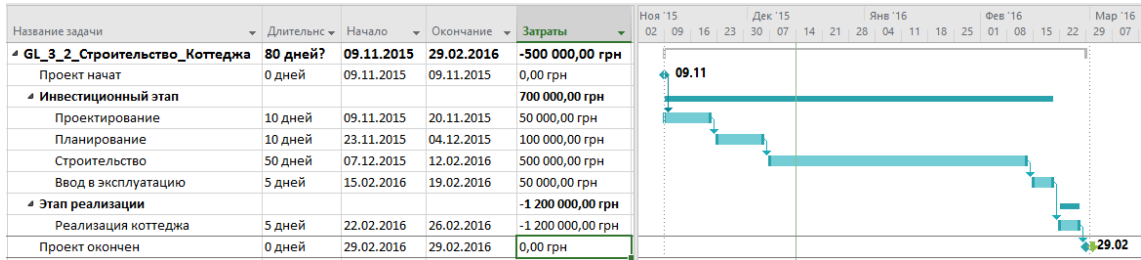 Ноя '15 Дек '15 Янв '16 Фев '16 Мар '16
Название задачи Длительнс Начало Окончание Затраты 02 09 16 23 30 07 14 21 28 04 11 18 25 01 08 15 22 29 07
GL_3_2_Строительство_Коттеджа 80 дней? 09.11.2015 29.02.2016 -500 000,00 грн
Проект начат 0 дней 09.11.2015 09.11.2015 0,00 грн 09.11
Инвестиционный этап 700 000,00 грн
Проектирование 10 дней 09.11.2015 20.11.2015 50 000,00 грн
Планирование 10 дней 23.11.2015 04.12.2015 100 000,00 грн
Строительство 50 дней 07.12.2015 12.02.2016 500 000,00 грн
Ввод в эксплуатацию 5 дней 15.02.2016 19.02.2016 50 000,00 грн
Этап реализации -1 200 000,00 грн
Реализация коттеджа 5 дней 22.02.2016 26.02.2016 -1 200 000,00 грн
Проект окончен 0 дней 29.02.2016 29.02.2016 0,00 грн 29.02